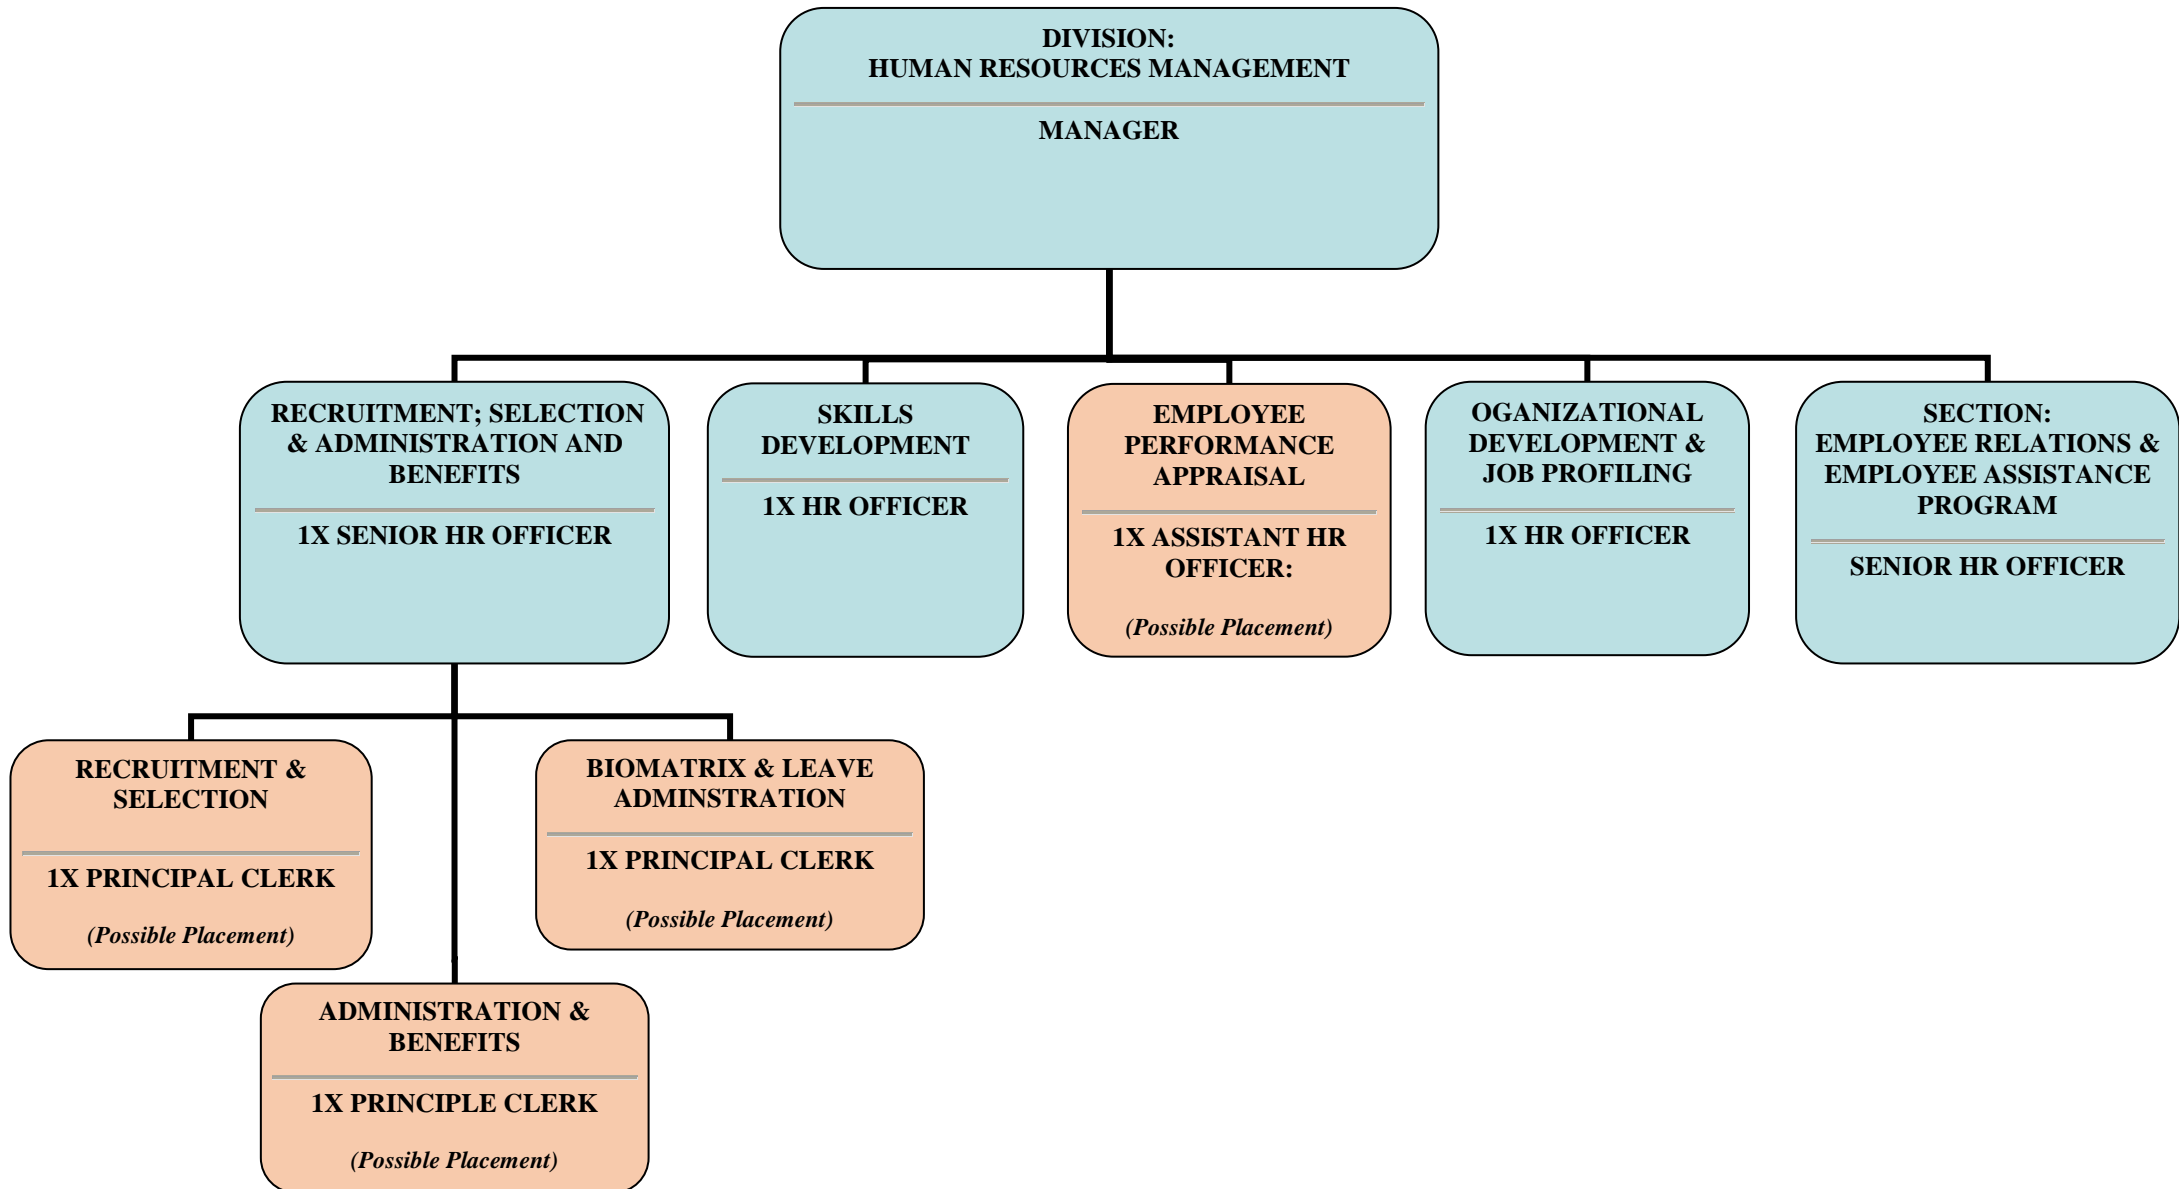 DIVISION:
HUMAN RESOURCES MANAGEMENT
MANAGER
RECRUITMENT; SELECTION
& ADMINISTRATION AND
BENEFITS
1X SENIOR HR OFFICER
SKILLS
DEVELOPMENT
1X HR OFFICER
EMPLOYEE
PERFORMANCE
APPRAISAL
1X ASSISTANT HR
OFFICER:
(Possible Placement)
OGANIZATIONAL
DEVELOPMENT &
JOB PROFILING
1X HR OFFICER
SECTION:
EMPLOYEE RELATIONS &
EMPLOYEE ASSISTANCE
PROGRAM
SENIOR HR OFFICER
RECRUITMENT &
SELECTION
1X PRINCIPAL CLERK
(Possible Placement)
BIOMATRIX & LEAVE
ADMINSTRATION
1X PRINCIPAL CLERK
(Possible Placement)
ADMINISTRATION &
BENEFITS
1X PRINCIPLE CLERK
(Possible Placement)